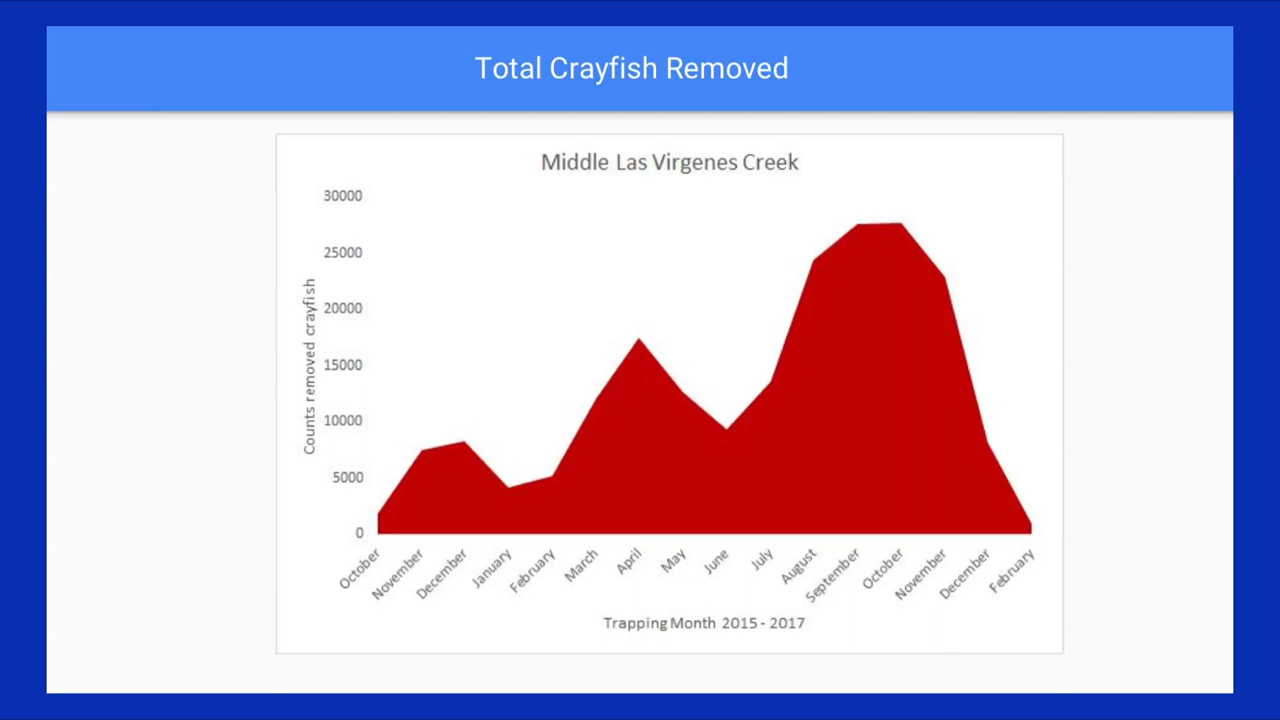 Total Crayfish Removed
Middle Las Virgenes Creek
30000
25000
20000
15000
10000
5000
0
Counts removed crayfish
October
November
December
January
February
March
April
May
June
July
August
September
October
November
December
February
Trapping Month 2015 - 2017